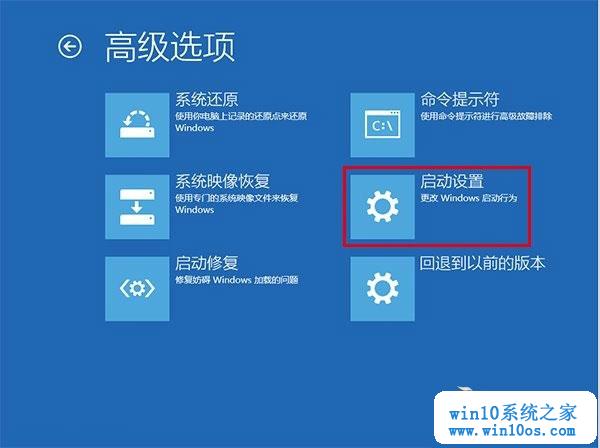 高级选项
系统还原
使用你电脑上记录的还原点来还原
Windows
命令提示符
使用命令提示符进行高级故障排除
C:\
系统映像恢复
使用专门的系统映像文件来恢复
Windows
启动设置
更改 Windows 启动行为
启动修复
修复妨碍 Windows 加载的问题
回退到以前的版本
win10系统之家
www.win10os.com